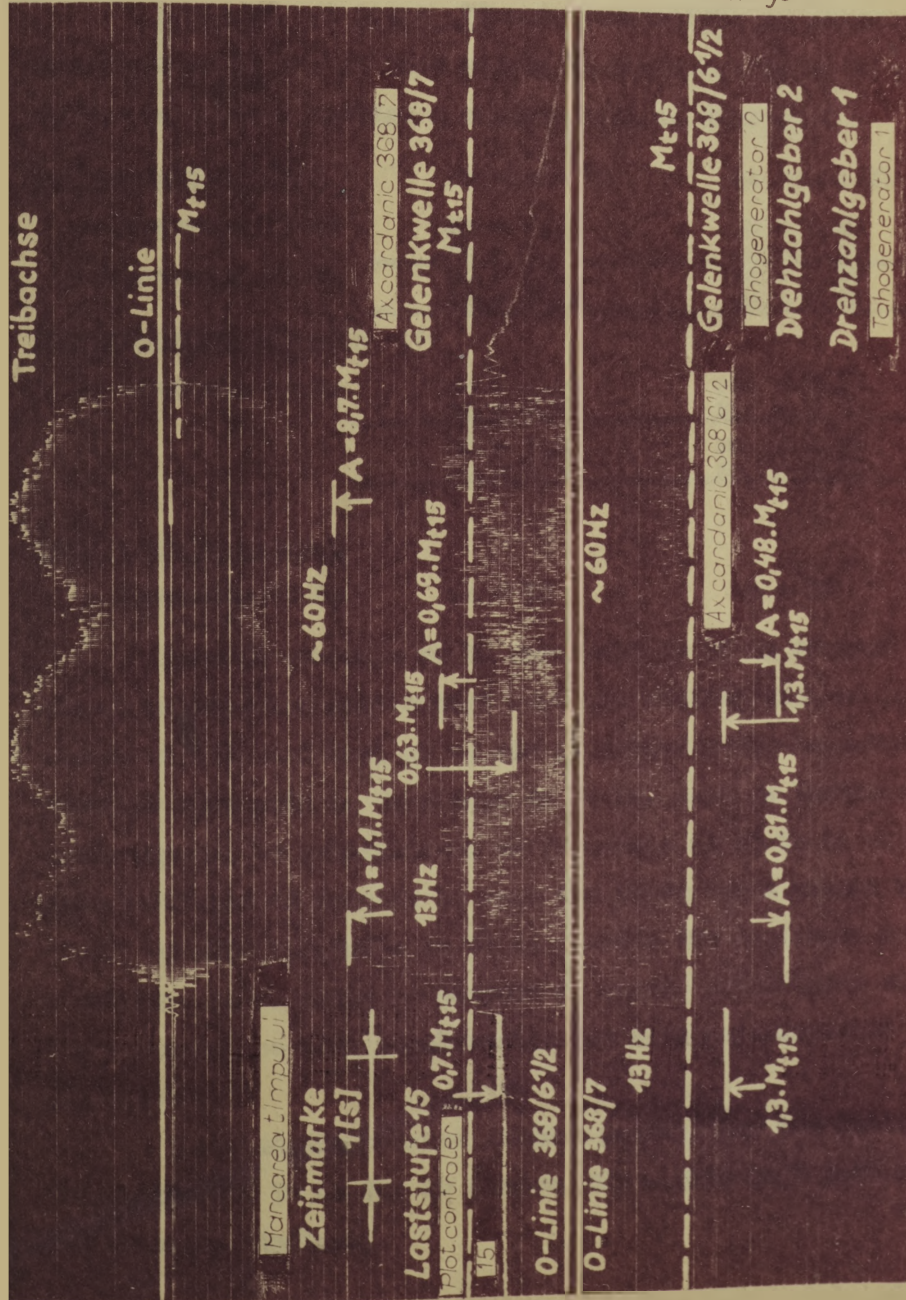 Treibachse
O-Linie
Mt15
Marcarea tImpului
Zeitmarke
1[s]
~60Hz
A=1,1.Mt15
A=8,7.Mt15
Axcardanic 368/7
Gelenkwelle 368/7
Mt15
Laststufe 15
Plot controler
15
0,7.Mt15
13Hz
0,63.Mt15
A=0,69.Mt15
O-Linie 368/6 1/2
O-Linie 368/7
~60Hz
13Hz
Mt15
Gelenkwelle 368/6 1/2
Axcardanic 368/6 1/2
1,3.Mt15
A=0,81.Mt15
1,3.Mt15
A=0,48.Mt15
Tahogenerator 2
Drehzahlgeber 2
Drehzahlgeber 1
Tahogenerator 1